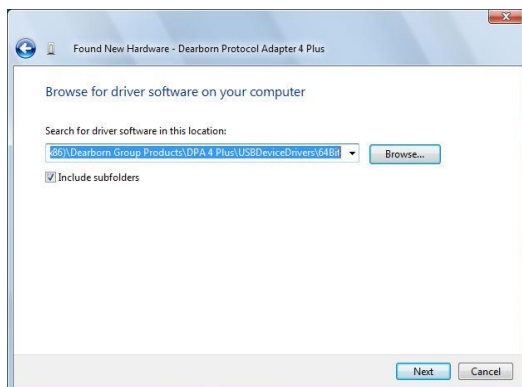 Found New Hardware - Dearborn Protocol Adapter 4 Plus
Browse for driver software on your computer
Search for driver software in this location:
x86)\Dearborn Group Products\DPA 4 Plus\USBDeviceDrivers\64Bit
Browse...
Include subfolders
Next
Cancel